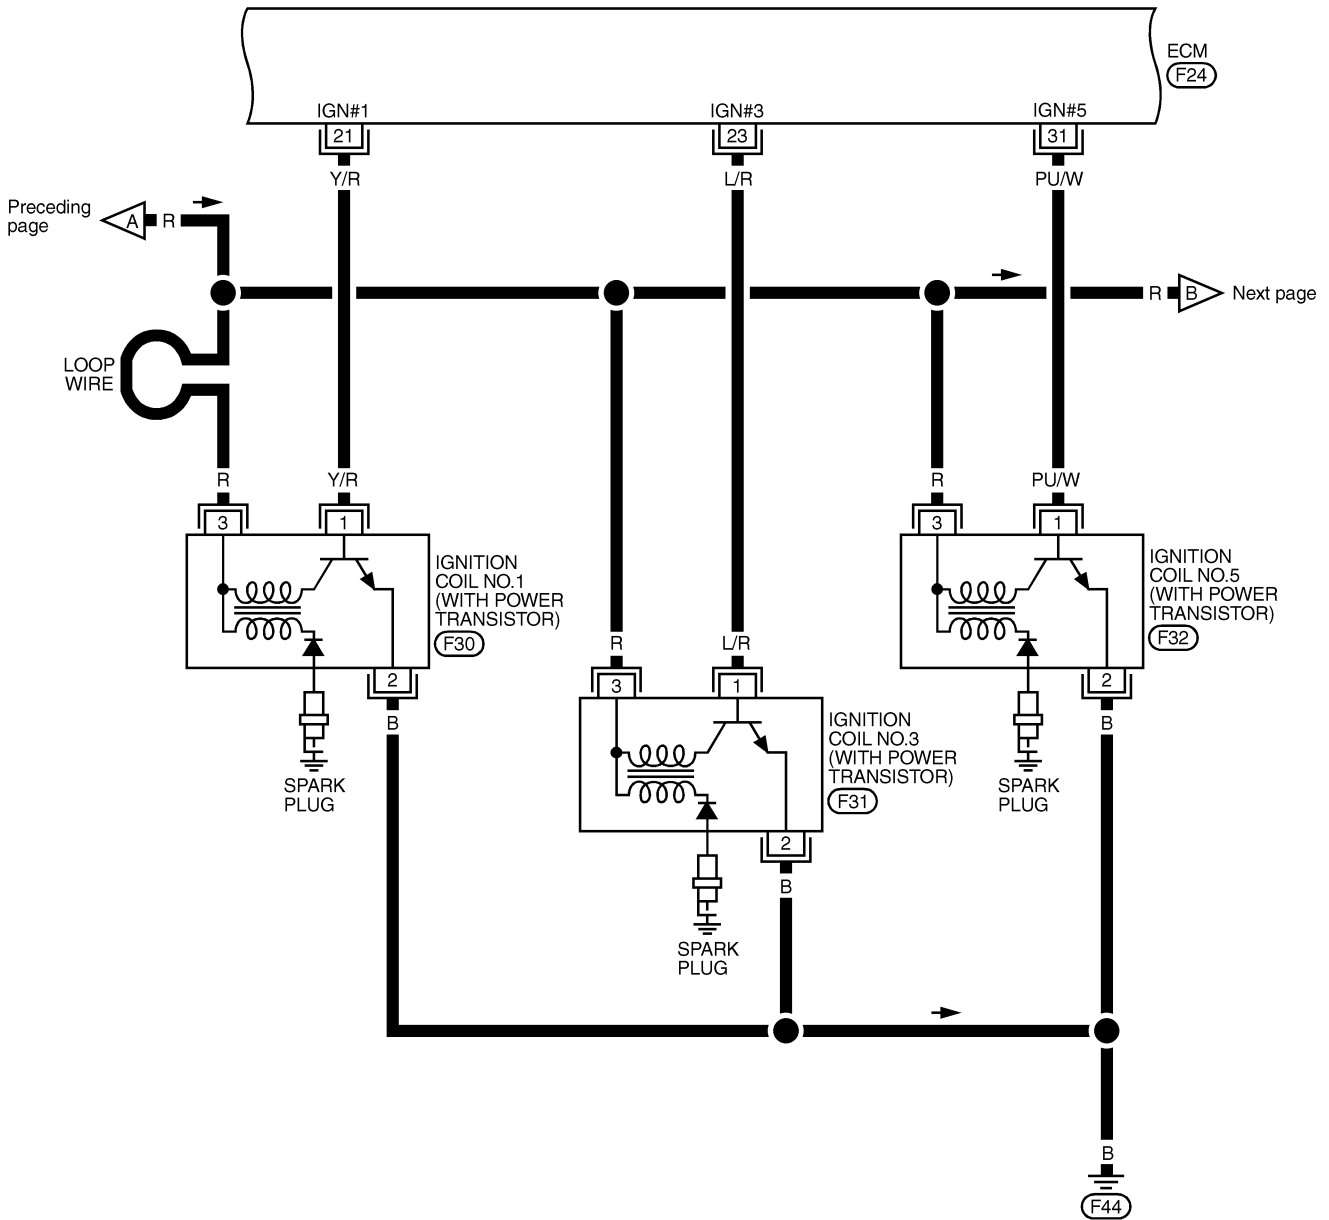 ECM
F24
IGN#1
IGN#3
IGN#5
21
23
31
Y/R
L/R
PU/W
Preceding
page
A
R
R
B
Next page
LOOP
WIRE
R
Y/R
R
PU/W
3
1
3
1
IGNITION
COIL NO.1
(WITH POWER
TRANSISTOR)
F30
IGNITION
COIL NO.5
(WITH POWER
TRANSISTOR)
F32
R
L/R
2
3
1
2
B
B
IGNITION
COIL NO.3
(WITH POWER
TRANSISTOR)
F31
SPARK
PLUG
SPARK
PLUG
2
B
SPARK
PLUG
B
F44